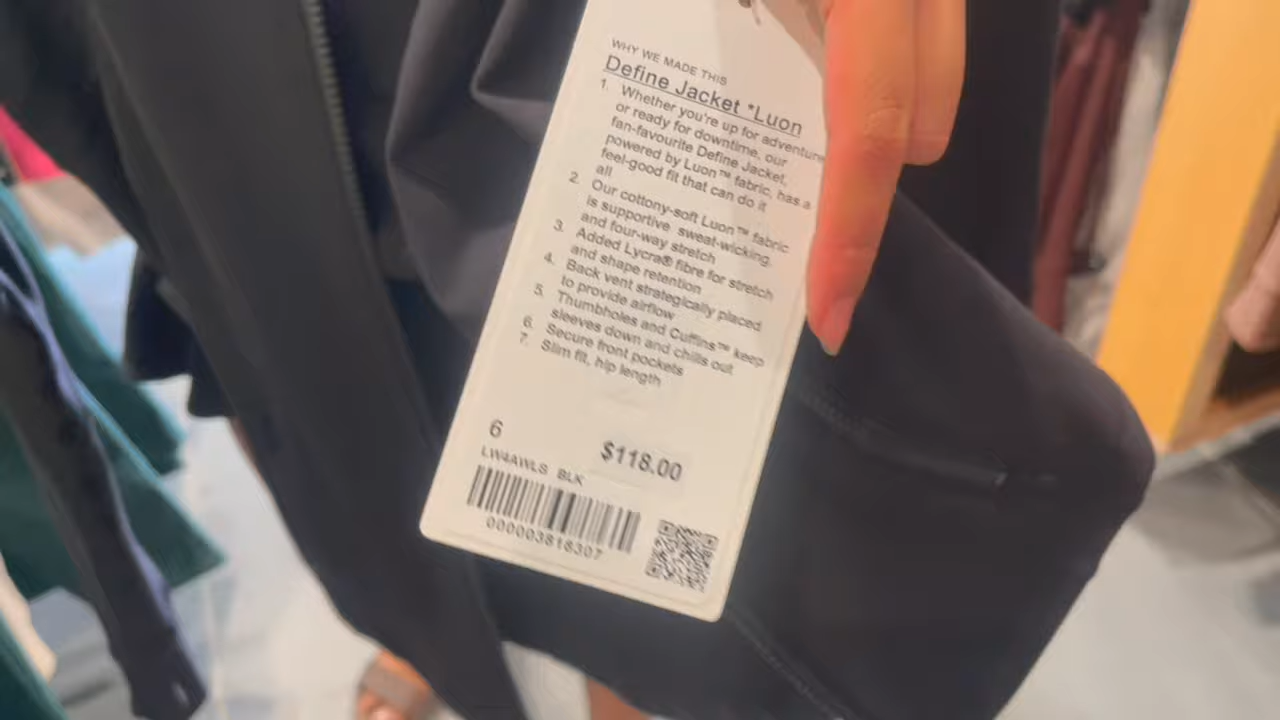 WHY WE MADE THIS
Define Jacket *Luon
1. Whether you're up for adventure
or ready for downtime, our
fan-favourite Define Jacket,
powered by Luon™ fabric, has a
feel-good fit that can do it
all
2. Our cottony-soft Luon™ fabric
is supportive sweat-wicking,
and four-way stretch
3. Added Lycra® fibre for stretch
and shape retention
4. Back vent strategically placed
to provide airflow
5. Thumbholes and Cuffins™ keep
sleeves down and chills out
6. Secure front pockets
7. Slim fit, hip length
6
$118.00
LW4AWLS BLK
000003816307